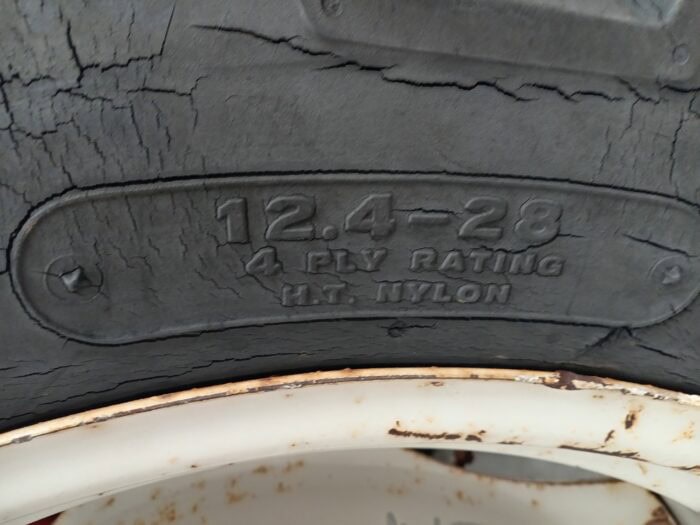 12.4-28
4 PLY RATING
H.T. NYLON